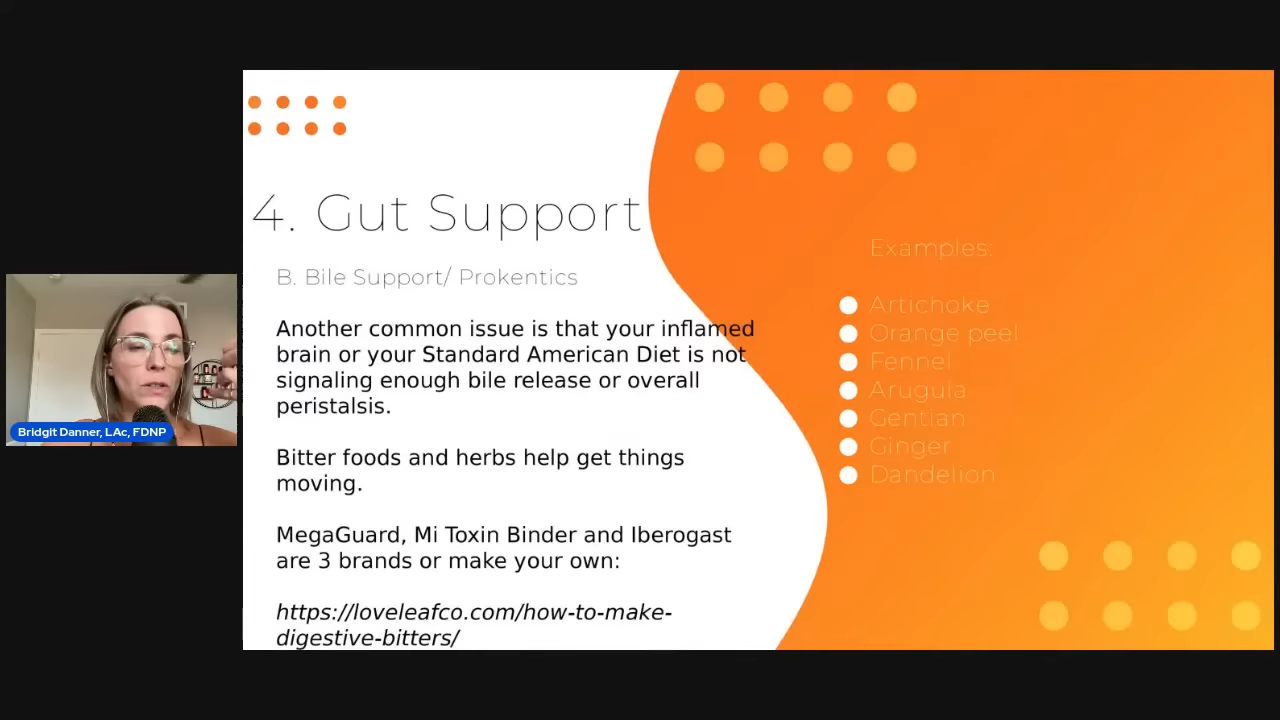 4. Gut Support
B. Bile Support/ Prokentics
Another common issue is that your inflamed
brain or your Standard American Diet is not
signaling enough bile release or overall
peristalsis.
Bitter foods and herbs help get things
moving.
MegaGuard, Mi Toxin Binder and Iberogast
are 3 brands or make your own:
https://loveleafco.com/how-to-make-
digestive-bitters/
Examples:
Artichoke
Orange peel
Fennel
Arugula
Gentian
Ginger
Dandelion
Bridgit Danner, LAc, FDNP